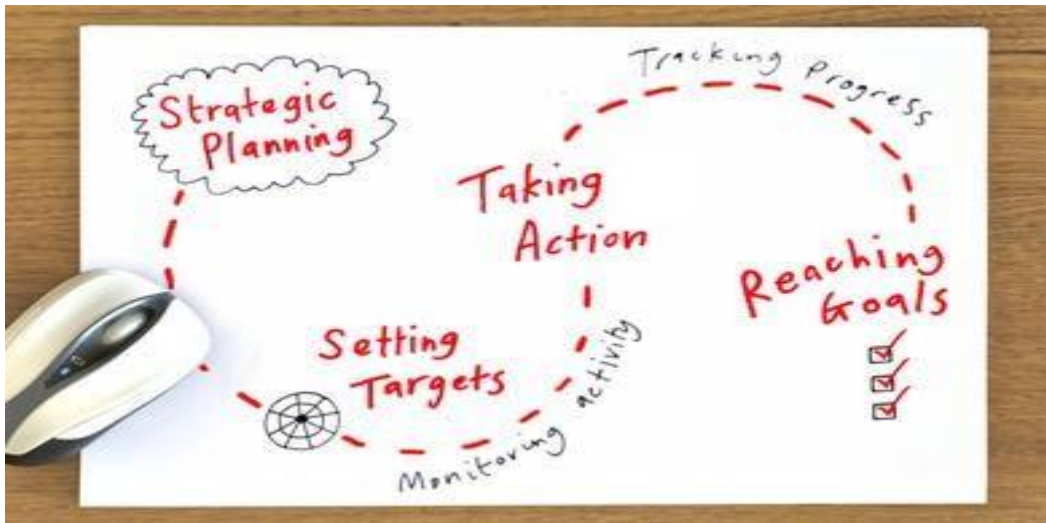 Strategic
Planning
Setting
Targets
Monitoring activity
Taking
Action
Tracking Progress
Reaching
Goals